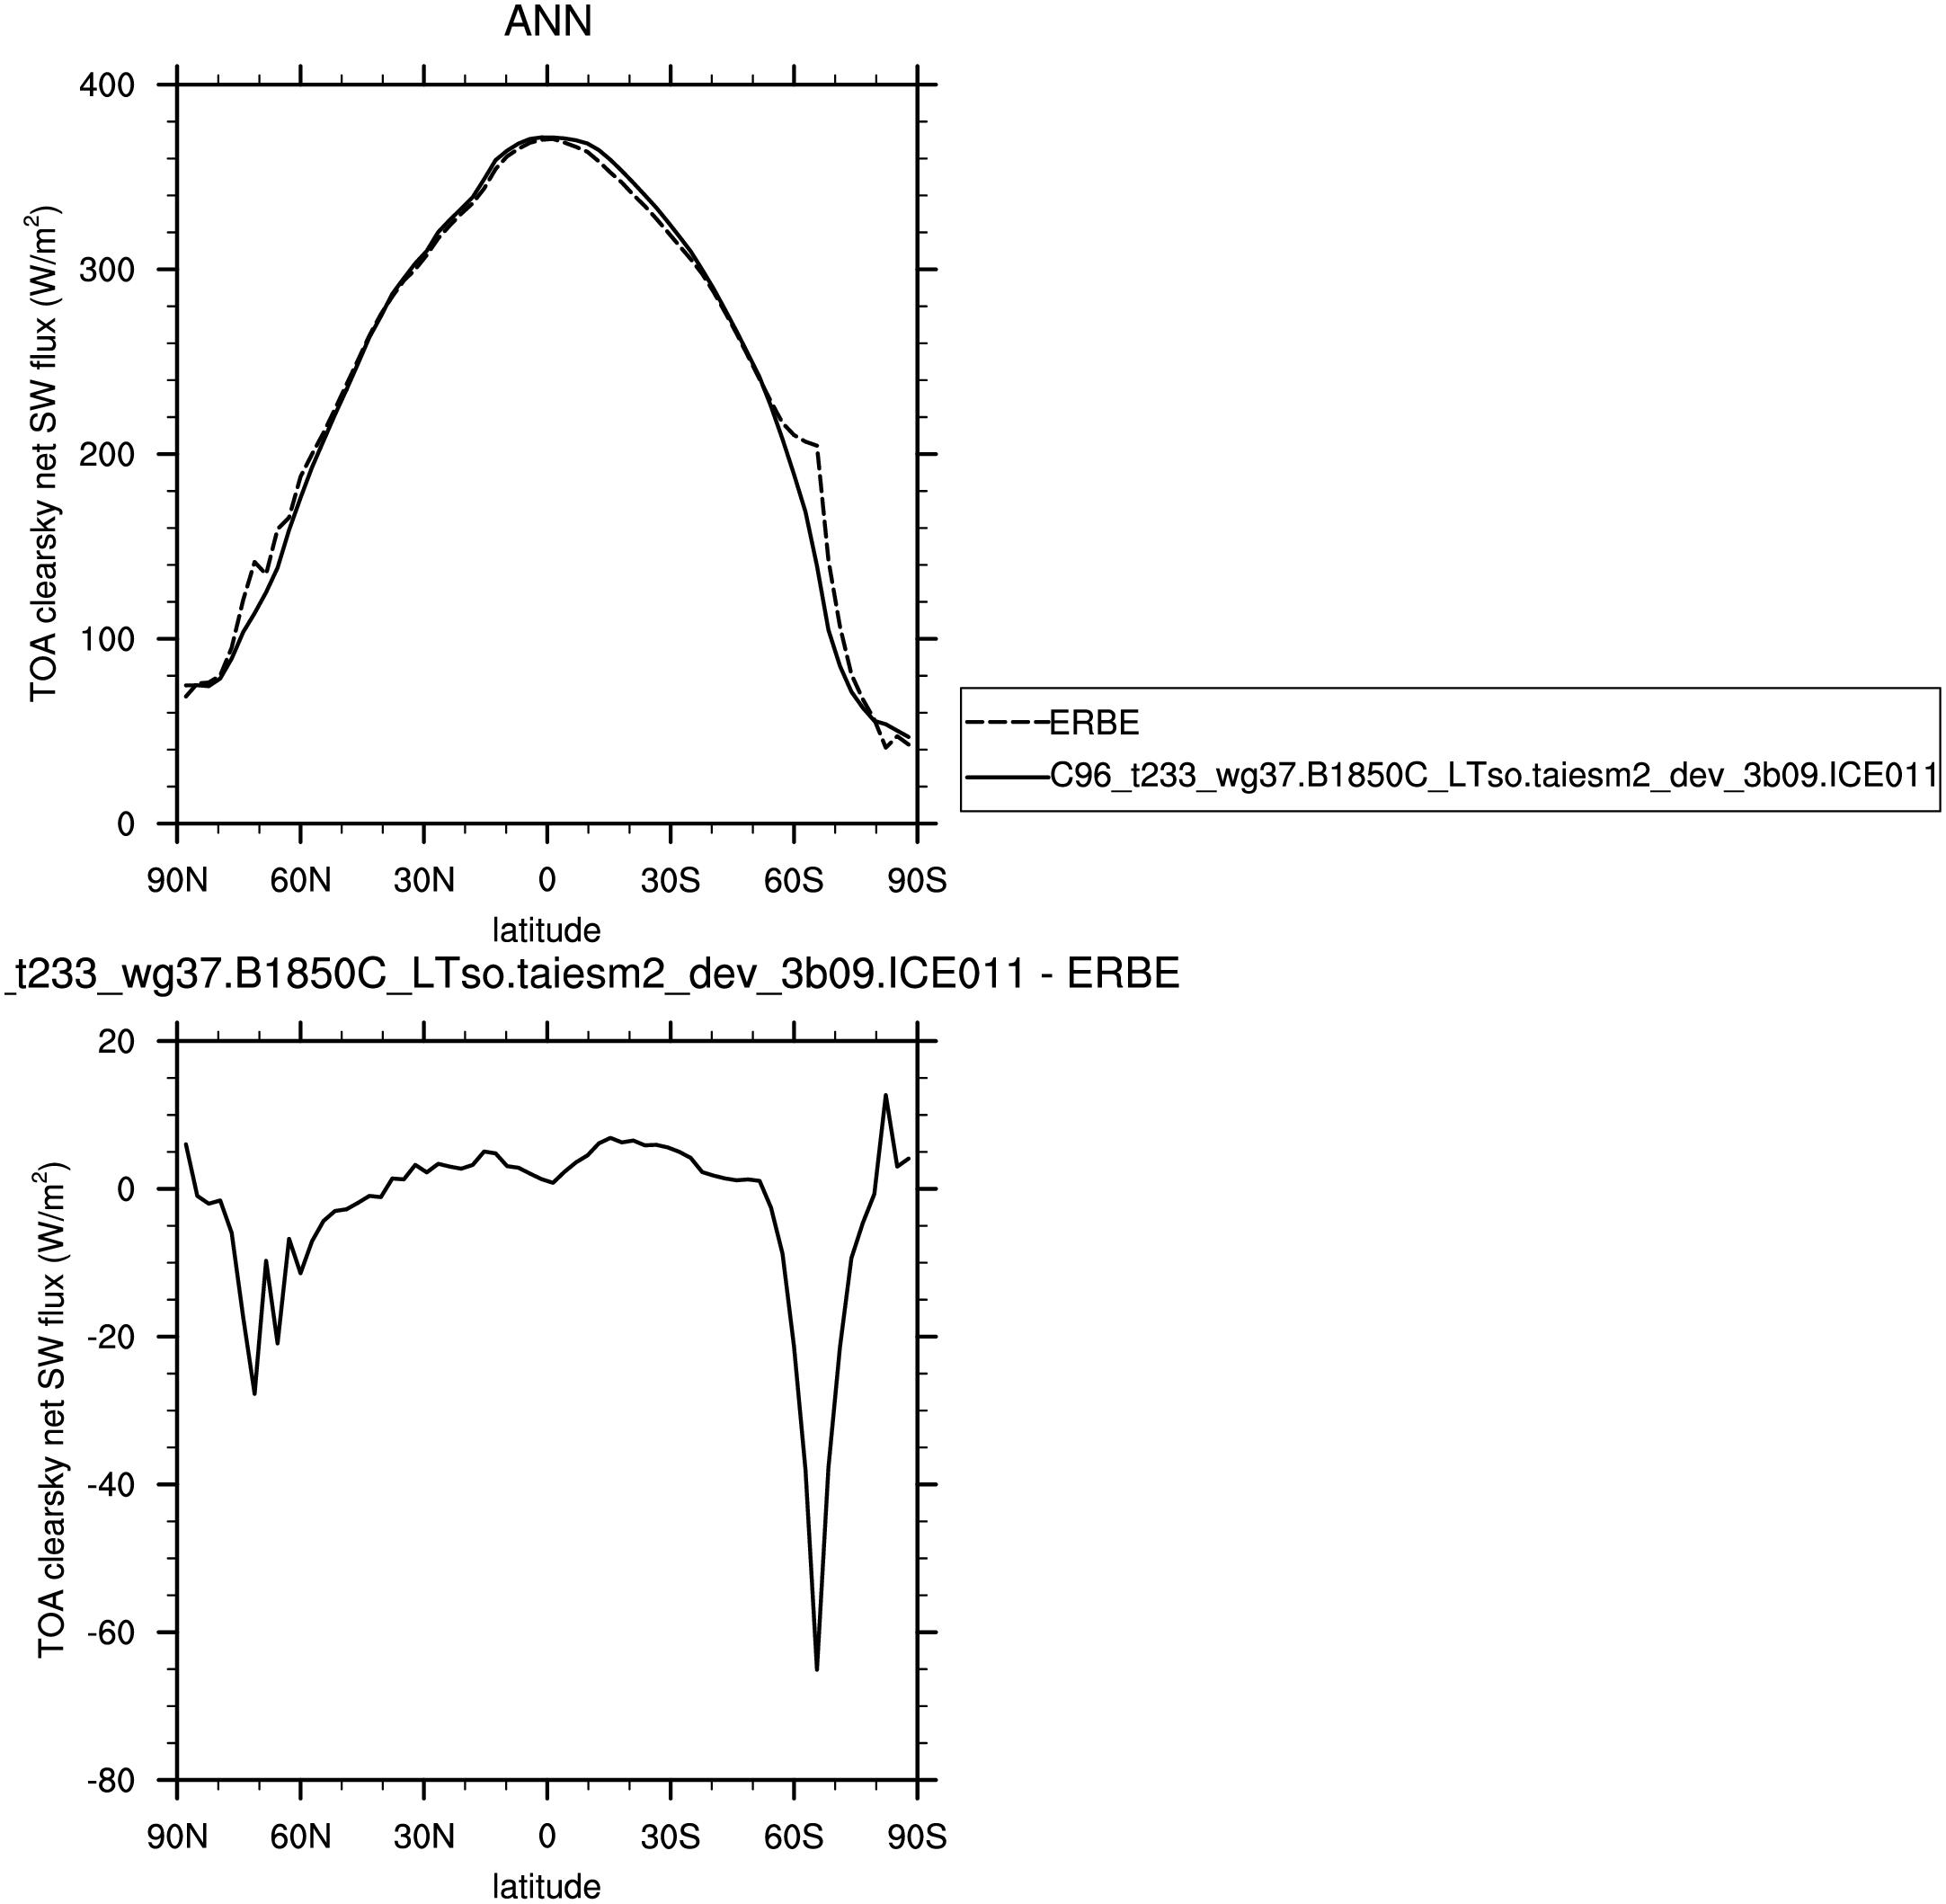 ANN
TOA clearsky net SW flux (W/m²)
400
300
200
100
0
90N 60N 30N 0 30S 60S 90S
latitude
ERBE
C96_t233_wg37.B1850C_LTso.taiesm2_dev_3b09.ICE011
_t233_wg37.B1850C_LTso.taiesm2_dev_3b09.ICE011 - ERBE
TOA clearsky net SW flux (W/m²)
20
0
-20
-40
-60
-80
90N 60N 30N 0 30S 60S 90S
latitude